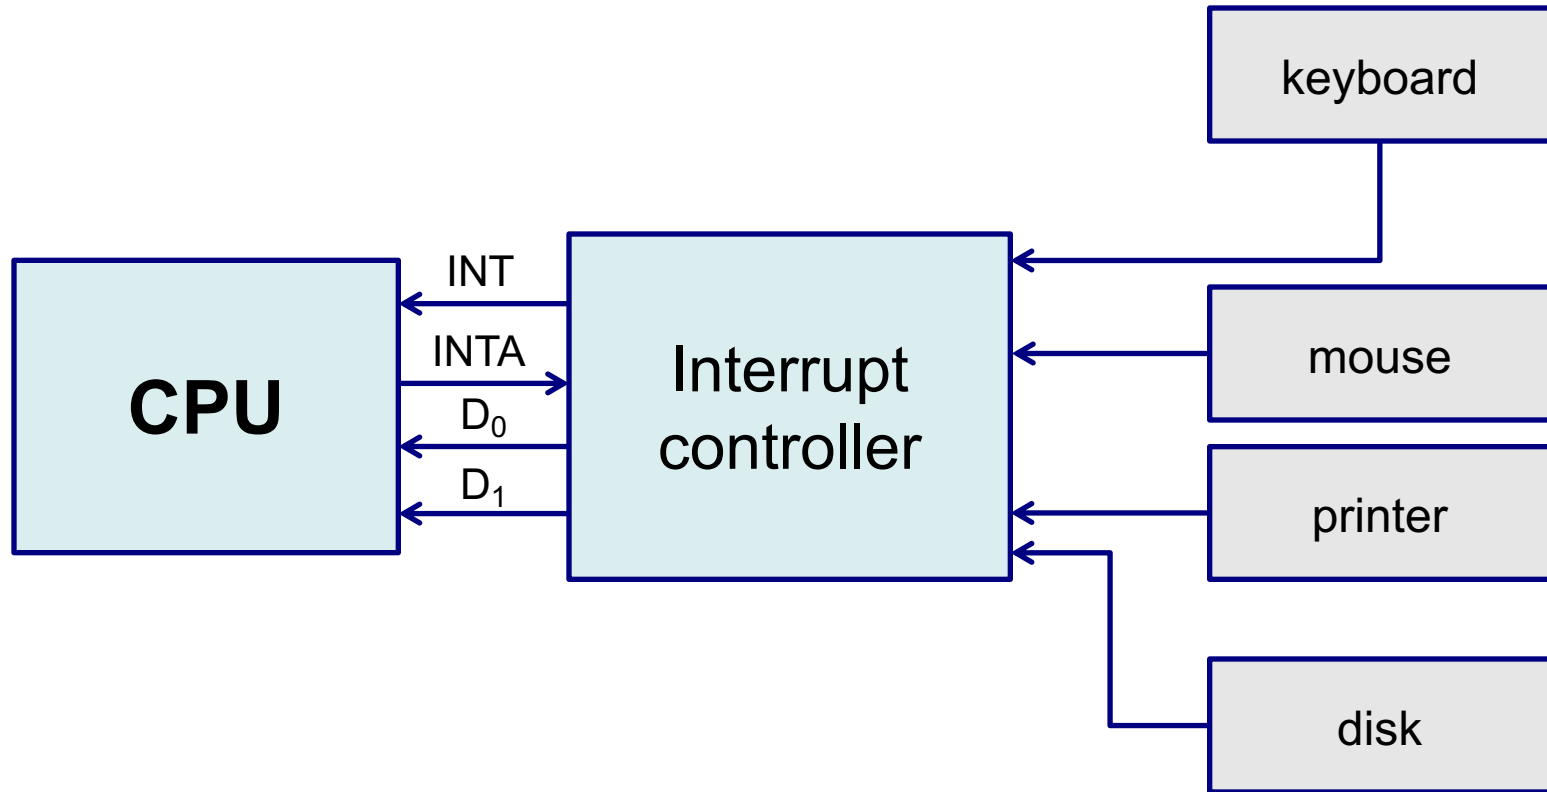 keyboard
INT
INTA
CPU
D₀
D₁
Interrupt
controller
mouse
printer
disk